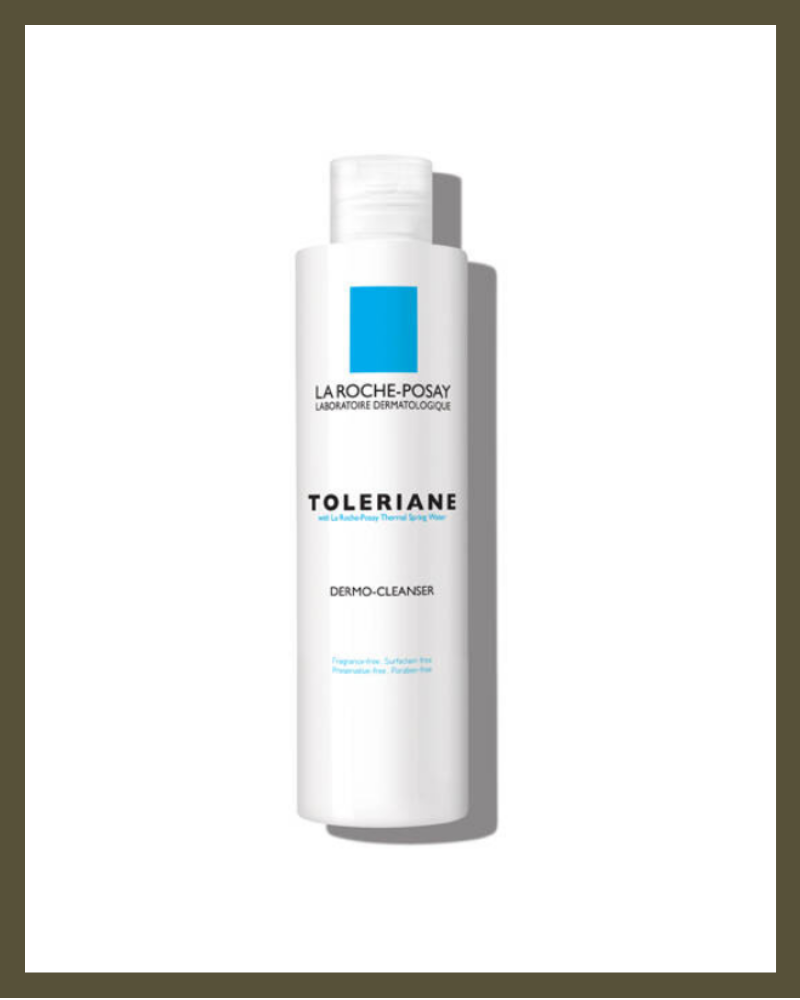 LA ROCHE-POSAY
LABORATOIRE DERMATOLOGIQUE
TOLERIANE
with La Roche-Posay Thermal Spring Water
DERMO-CLEANSER
Fragrance-free. Surfactant-free
Preservative-free. Paraben-free